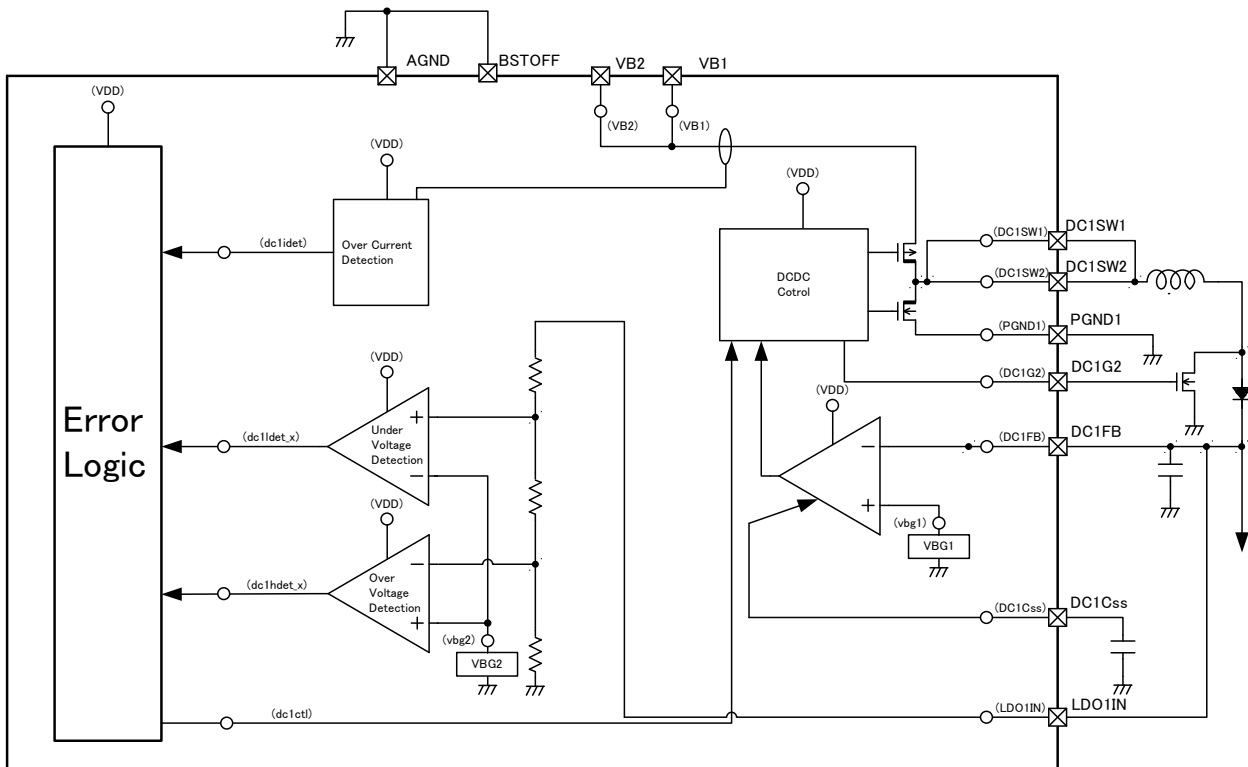 AGND
BSTOFF
VB2
VB1
(VDD)
(VB2)
(VB1)
(VDD)
(VDD)
Over Current
Detection
(dc1idet)
DCDC
Cotrol
(DC1SW1)
DC1SW1
(DC1SW2)
DC1SW2
(PGND1)
PGND1
(DC1G2)
DC1G2
(VDD)
(VDD)
Error
Logic
(dc1ldet_x)
Under
Voltage
Detection
+
−
−
+
(DC1FB)
DC1FB
(vbg1)
VBG1
(VDD)
(dc1hdet_x)
Over
Voltage
Detection
−
+
(vbg2)
VBG2
(DC1Css)
DC1Css
(dc1ctl)
(LDO1IN)
LDO1IN